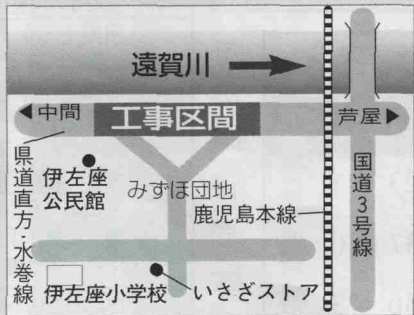 遠賀川
◀中間
工事区間
芦屋▶
県道直方・水巻線
伊左座
公民館
みずほ団地
鹿児島本線
国道3号線
伊左座小学校
いさざストア